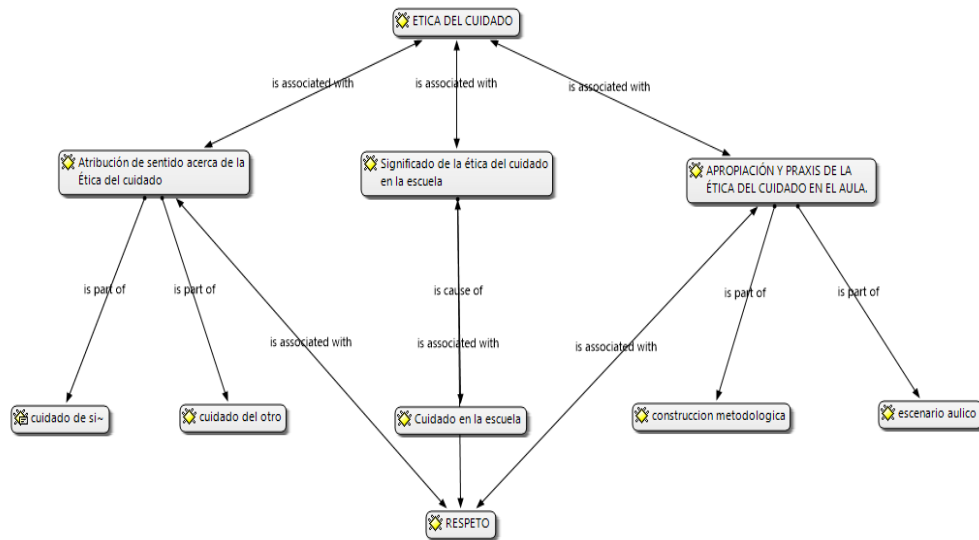 ETICA DEL CUIDADO
is associated with
is associated with
is associated with
Atribución de sentido acerca de la
Ética del cuidado
Significado de la ética del cuidado
en la escuela
APROPIACIÓN Y PRAXIS DE LA
ÉTICA DEL CUIDADO EN EL AULA.
is part of
is part of
is cause of
is part of
is part of
is associated with
is associated with
is associated with
cuidado de si~
cuidado del otro
Cuidado en la escuela
construccion metodologica
escenario aulico
RESPETO